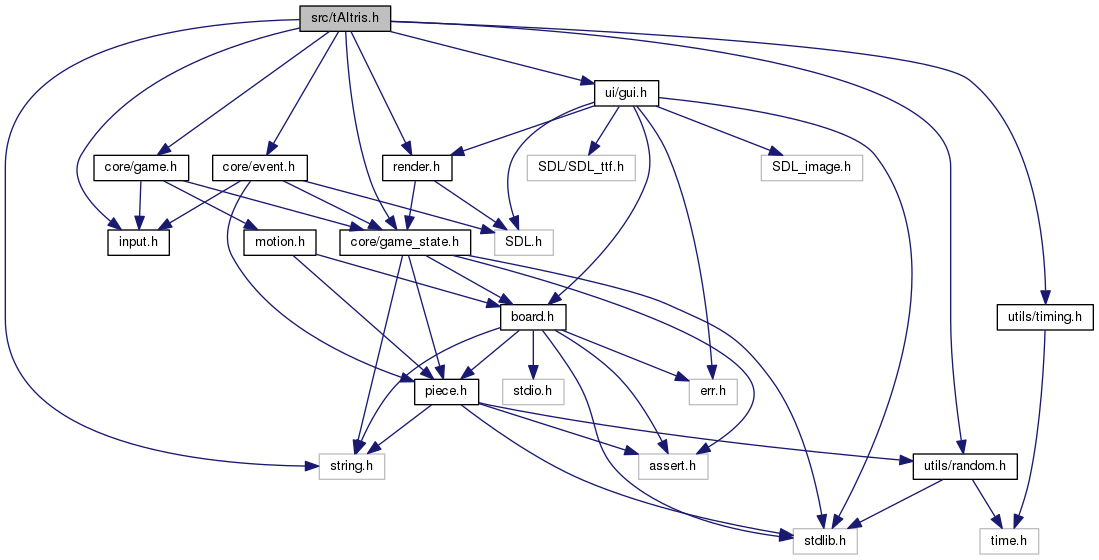 src/tAltris.h
ui/gui.h
core/game.h
core/event.h
render.h
SDL/SDL_ttf.h
SDL_image.h
input.h
motion.h
core/game_state.h
SDL.h
board.h
utils/timing.h
piece.h
stdio.h
err.h
string.h
assert.h
utils/random.h
stdlib.h
time.h